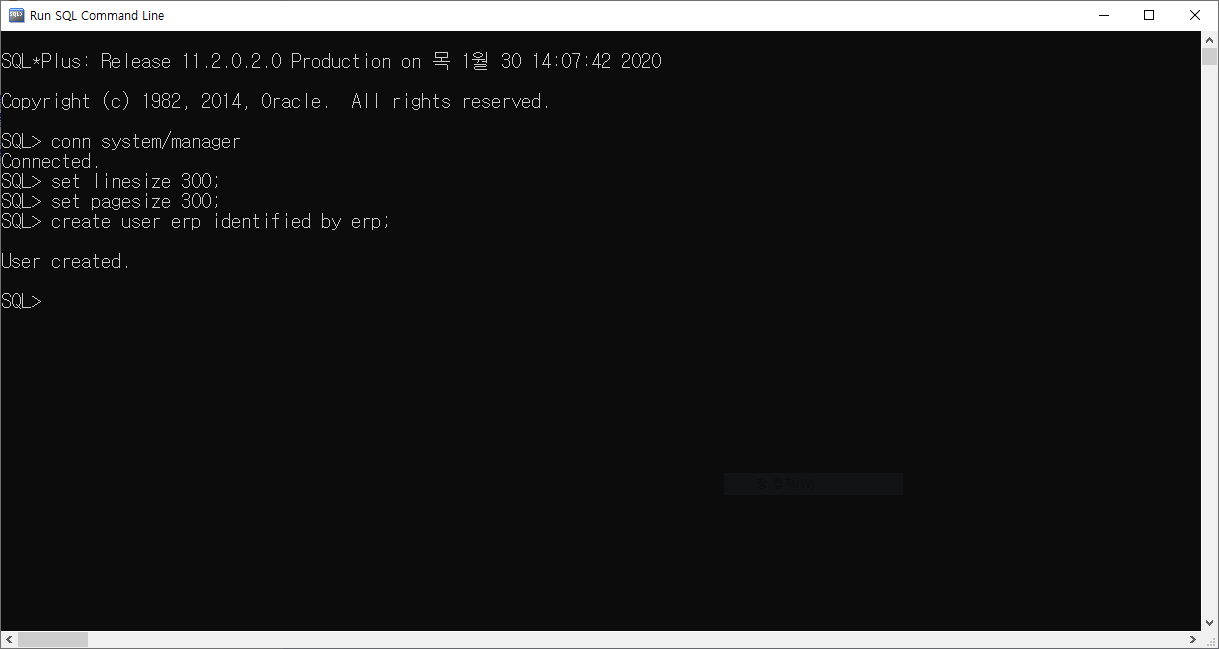 Run SQL Command Line
SQL*Plus: Release 11.2.0.2.0 Production on 목 1월 30 14:07:42 2020
Copyright (c) 1982, 2014, Oracle.  All rights reserved.
SQL> conn system/manager
Connected.
SQL> set linesize 300;
SQL> set pagesize 300;
SQL> create user erp identified by erp;
User created.
SQL>